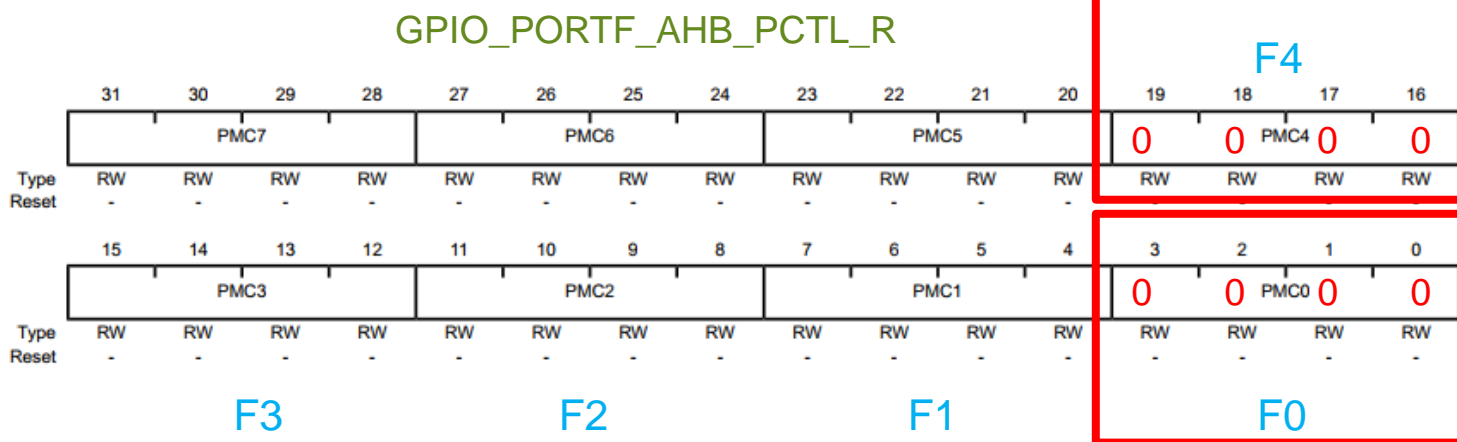 GPIO_PORTF_AHB_PCTL_R
F4
31 30 29 28 27 26 25 24 23 22 21 20 19 18 17 16
PMC7 PMC6 PMC5 0 0 PMC4 0 0
Type RW RW RW RW RW RW RW RW RW RW RW RW RW RW RW RW
Reset - - - - - - - - - - - - - - - -
15 14 13 12 11 10 9 8 7 6 5 4 3 2 1 0
PMC3 PMC2 PMC1 0 0 PMC0 0 0
Type RW RW RW RW RW RW RW RW RW RW RW RW RW RW RW RW
Reset - - - - - - - - - - - - - - - -
F3 F2 F1 F0